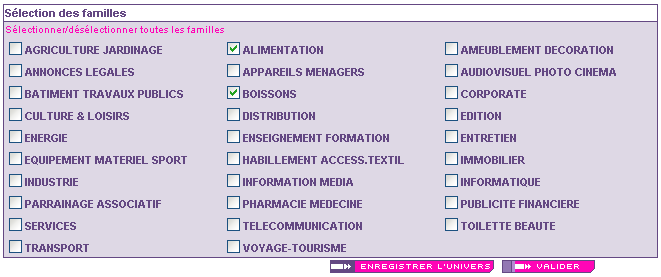 Sélection des familles
Sélectionner/désélectionner toutes les familles
AGRICULTURE JARDINAGE ALIMENTATION AMEUBLEMENT DECORATION
ANNONCES LEGALES APPAREILS MENAGERS AUDIOVISUEL PHOTO CINEMA
BATIMENT TRAVAUX PUBLICS BOISSONS CORPORATE
CULTURE & LOISIRS DISTRIBUTION EDITION
ENERGIE ENSEIGNEMENT FORMATION ENTRETIEN
EQUIPEMENT MATERIEL SPORT HABILLEMENT ACCESS.TEXTIL IMMOBILIER
INDUSTRIE INFORMATION MEDIA INFORMATIQUE
PARRAINAGE ASSOCIATIF PHARMACIE MEDECINE PUBLICITE FINANCIERE
SERVICES TELECOMMUNICATION TOILETTE BEAUTE
TRANSPORT VOYAGE-TOURISME
ENREGISTRER L'UNIVERS VALIDER